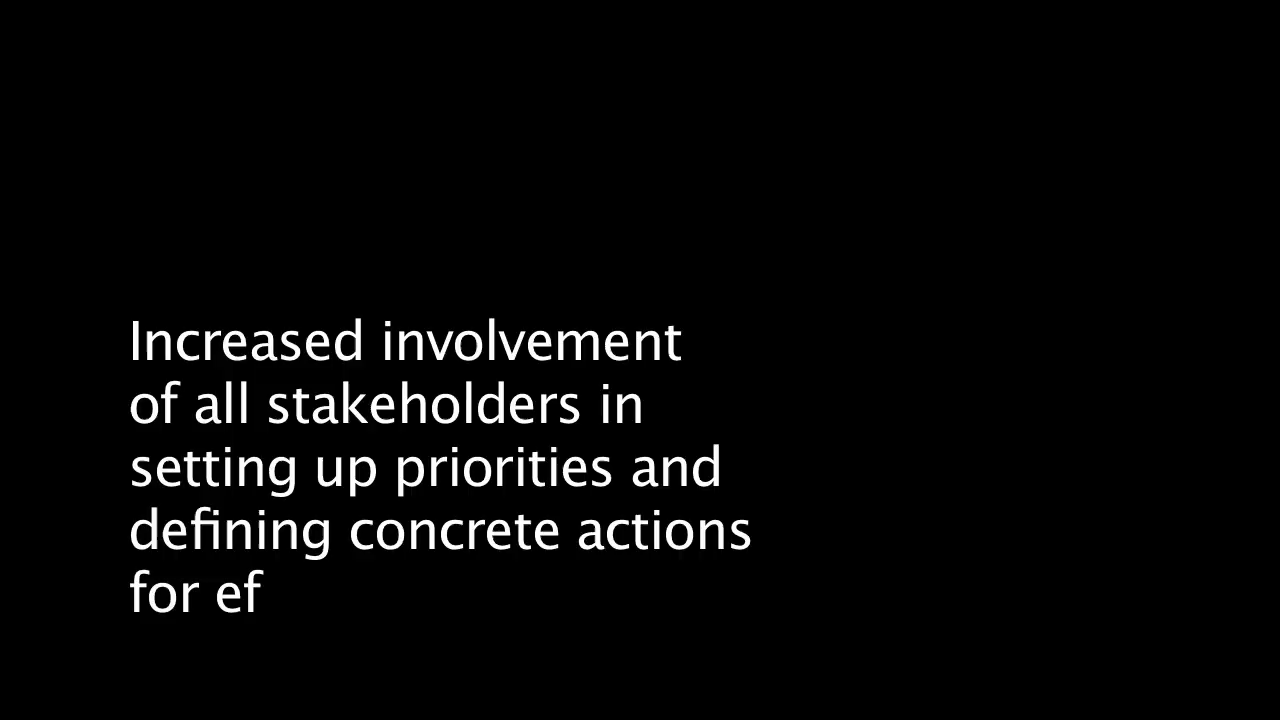 Increased involvement
of all stakeholders in
setting up priorities and
defining concrete actions
for ef